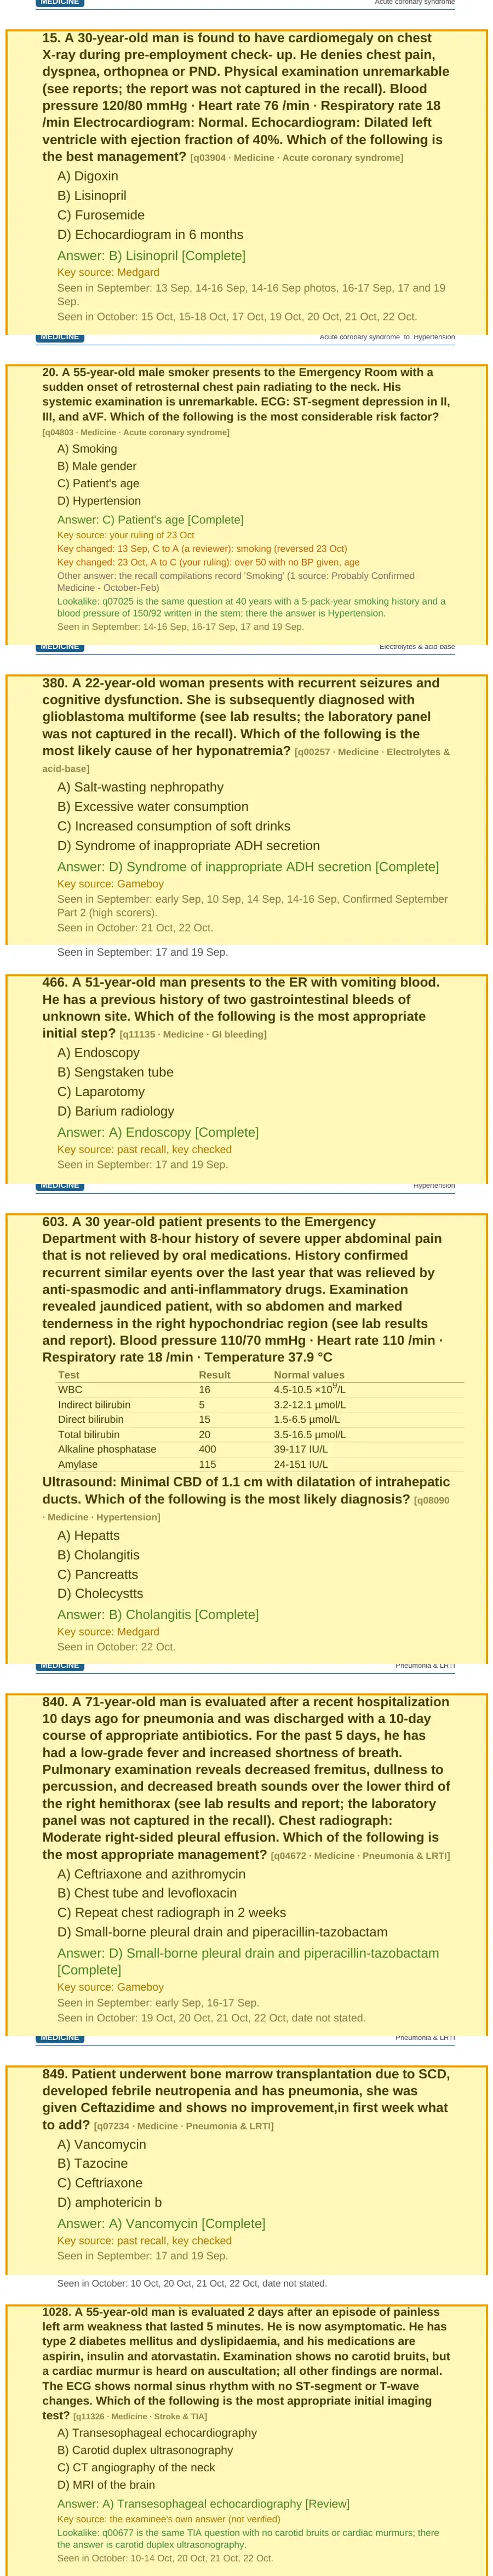 MEDICINE
Acute coronary syndrome
15. A 30-year-old man is found to have cardiomegaly on chest
X-ray during pre-employment check- up. He denies chest pain,
dyspnea, orthopnea or PND. Physical examination unremarkable
(see reports; the report was not captured in the recall). Blood
pressure 120/80 mmHg · Heart rate 76 /min · Respiratory rate 18
/min Electrocardiogram: Normal. Echocardiogram: Dilated left
ventricle with ejection fraction of 40%. Which of the following is
the best management? [q03904 · Medicine · Acute coronary syndrome]
A) Digoxin
B) Lisinopril
C) Furosemide
D) Echocardiogram in 6 months
Answer: B) Lisinopril [Complete]
Key source: Medgard
Seen in September: 13 Sep, 14-16 Sep, 14-16 Sep photos, 16-17 Sep, 17 and 19
Sep.
Seen in October: 15 Oct, 15-18 Oct, 17 Oct, 19 Oct, 20 Oct, 21 Oct, 22 Oct.
MEDICINE
Acute coronary syndrome to Hypertension
20. A 55-year-old male smoker presents to the Emergency Room with a
sudden onset of retrosternal chest pain radiating to the neck. His
systemic examination is unremarkable. ECG: ST-segment depression in II,
III, and aVF. Which of the following is the most considerable risk factor?
[q04803 · Medicine · Acute coronary syndrome]
A) Smoking
B) Male gender
C) Patient's age
D) Hypertension
Answer: C) Patient's age [Complete]
Key source: your ruling of 23 Oct
Key changed: 13 Sep, C to A (a reviewer): smoking (reversed 23 Oct)
Key changed: 23 Oct, A to C (your ruling): over 50 with no BP given, age
Other answer: the recall compilations record 'Smoking' (1 source: Probably Confirmed
Medicine - October-Feb)
Lookalike: q07025 is the same question at 40 years with a 5-pack-year smoking history and a
blood pressure of 150/92 written in the stem; there the answer is Hypertension.
Seen in September: 14-16 Sep, 16-17 Sep, 17 and 19 Sep.
MEDICINE
Electrolytes & acid-base
380. A 22-year-old woman presents with recurrent seizures and
cognitive dysfunction. She is subsequently diagnosed with
glioblastoma multiforme (see lab results; the laboratory panel
was not captured in the recall). Which of the following is the
most likely cause of her hyponatremia? [q00257 · Medicine · Electrolytes &
acid-base]
A) Salt-wasting nephropathy
B) Excessive water consumption
C) Increased consumption of soft drinks
D) Syndrome of inappropriate ADH secretion
Answer: D) Syndrome of inappropriate ADH secretion [Complete]
Key source: Gameboy
Seen in September: early Sep, 10 Sep, 14 Sep, 14-16 Sep, Confirmed September
Part 2 (high scorers).
Seen in October: 21 Oct, 22 Oct.
Seen in September: 17 and 19 Sep.
466. A 51-year-old man presents to the ER with vomiting blood.
He has a previous history of two gastrointestinal bleeds of
unknown site. Which of the following is the most appropriate
initial step? [q11135 · Medicine · GI bleeding]
A) Endoscopy
B) Sengstaken tube
C) Laparotomy
D) Barium radiology
Answer: A) Endoscopy [Complete]
Key source: past recall, key checked
Seen in September: 17 and 19 Sep.
MEDICINE
Hypertension
603. A 30 year-old patient presents to the Emergency
Department with 8-hour history of severe upper abdominal pain
that is not relieved by oral medications. History confirmed
recurrent similar eyents over the last year that was relieved by
anti-spasmodic and anti-inflammatory drugs. Examination
revealed jaundiced patient, with so abdomen and marked
tenderness in the right hypochondriac region (see lab results
and report). Blood pressure 110/70 mmHg · Heart rate 110 /min ·
Respiratory rate 18 /min · Temperature 37.9 °C
Test Result Normal values
WBC 16 4.5-10.5 ×10⁹/L
Indirect bilirubin 5 3.2-12.1 µmol/L
Direct bilirubin 15 1.5-6.5 µmol/L
Total bilirubin 20 3.5-16.5 µmol/L
Alkaline phosphatase 400 39-117 IU/L
Amylase 115 24-151 IU/L
Ultrasound: Minimal CBD of 1.1 cm with dilatation of intrahepatic
ducts. Which of the following is the most likely diagnosis? [q08090
· Medicine · Hypertension]
A) Hepatts
B) Cholangitis
C) Pancreatts
D) Cholecystts
Answer: B) Cholangitis [Complete]
Key source: Medgard
Seen in October: 22 Oct.
MEDICINE
Pneumonia & LRTI
840. A 71-year-old man is evaluated after a recent hospitalization
10 days ago for pneumonia and was discharged with a 10-day
course of appropriate antibiotics. For the past 5 days, he has
had a low-grade fever and increased shortness of breath.
Pulmonary examination reveals decreased fremitus, dullness to
percussion, and decreased breath sounds over the lower third of
the right hemithorax (see lab results and report; the laboratory
panel was not captured in the recall). Chest radiograph:
Moderate right-sided pleural effusion. Which of the following is
the most appropriate management? [q04672 · Medicine · Pneumonia & LRTI]
A) Ceftriaxone and azithromycin
B) Chest tube and levofloxacin
C) Repeat chest radiograph in 2 weeks
D) Small-borne pleural drain and piperacillin-tazobactam
Answer: D) Small-borne pleural drain and piperacillin-tazobactam
[Complete]
Key source: Gameboy
Seen in September: early Sep, 16-17 Sep.
Seen in October: 19 Oct, 20 Oct, 21 Oct, 22 Oct, date not stated.
MEDICINE
Pneumonia & LRTI
849. Patient underwent bone marrow transplantation due to SCD,
developed febrile neutropenia and has pneumonia, she was
given Ceftazidime and shows no improvement,in first week what
to add? [q07234 · Medicine · Pneumonia & LRTI]
A) Vancomycin
B) Tazocine
C) Ceftriaxone
D) amphotericin b
Answer: A) Vancomycin [Complete]
Key source: past recall, key checked
Seen in September: 17 and 19 Sep.
Seen in October: 10 Oct, 20 Oct, 21 Oct, 22 Oct, date not stated.
1028. A 55-year-old man is evaluated 2 days after an episode of painless
left arm weakness that lasted 5 minutes. He is now asymptomatic. He has
type 2 diabetes mellitus and dyslipidaemia, and his medications are
aspirin, insulin and atorvastatin. Examination shows no carotid bruits, but
a cardiac murmur is heard on auscultation; all other findings are normal.
The ECG shows normal sinus rhythm with no ST-segment or T-wave
changes. Which of the following is the most appropriate initial imaging
test? [q11326 · Medicine · Stroke & TIA]
A) Transesophageal echocardiography
B) Carotid duplex ultrasonography
C) CT angiography of the neck
D) MRI of the brain
Answer: A) Transesophageal echocardiography [Review]
Key source: the examinee's own answer (not verified)
Lookalike: q00677 is the same TIA question with no carotid bruits or cardiac murmurs; there
the answer is carotid duplex ultrasonography.
Seen in October: 10-14 Oct, 20 Oct, 21 Oct, 22 Oct.